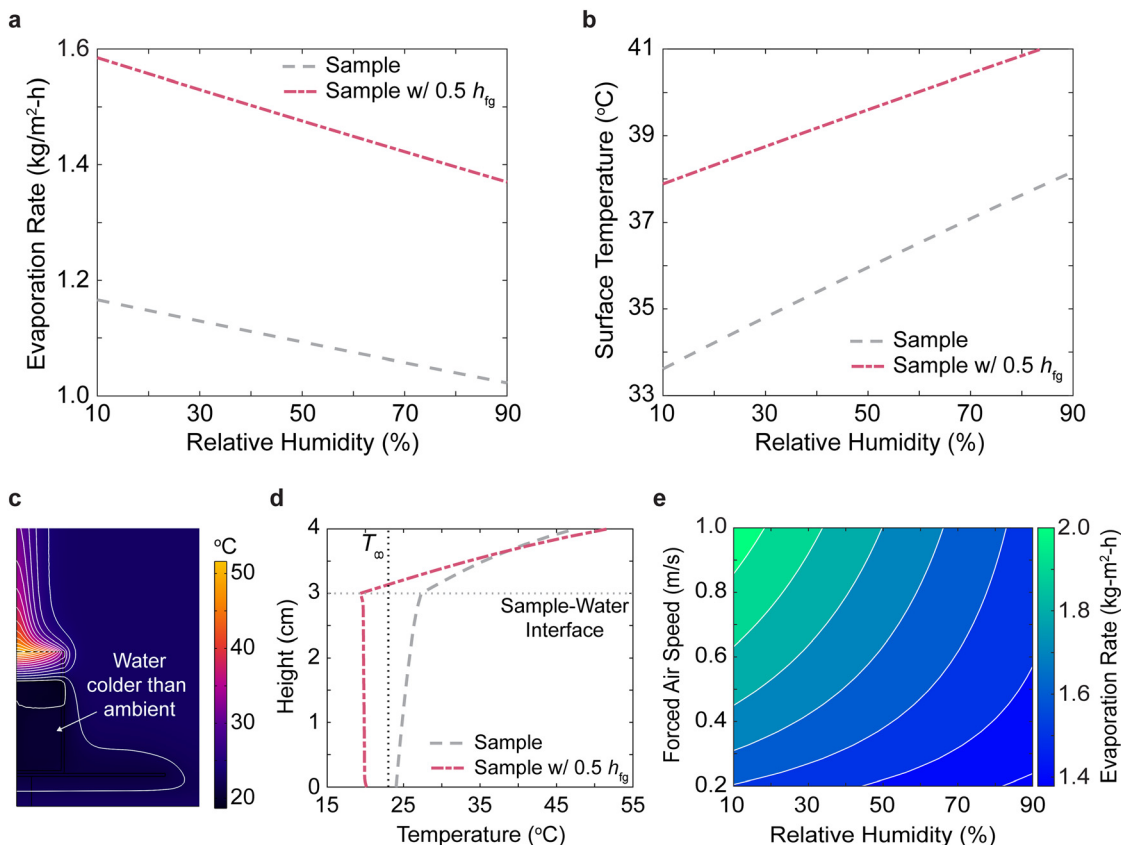 a
1.6
1.4
1.2
1.0
Evaporation Rate (kg/m²-h)
Sample
Sample w/ 0.5 h_fg
10 30 50 70 90
Relative Humidity (%)
b
41
39
37
35
33
Surface Temperature (°C)
Sample
Sample w/ 0.5 h_fg
10 30 50 70 90
Relative Humidity (%)
c
°C
50
40
30
20
Water
colder than
ambient
d
4
3
2
1
0
Height (cm)
T∞
Sample-Water
Interface
Sample
Sample w/ 0.5 h_fg
15 25 35 45 55
Temperature (°C)
e
1.0
0.8
0.6
0.4
0.2
Forced Air Speed (m/s)
10 30 50 70 90
Relative Humidity (%)
2.0
1.8
1.6
1.4
Evaporation Rate (kg-m²-h)